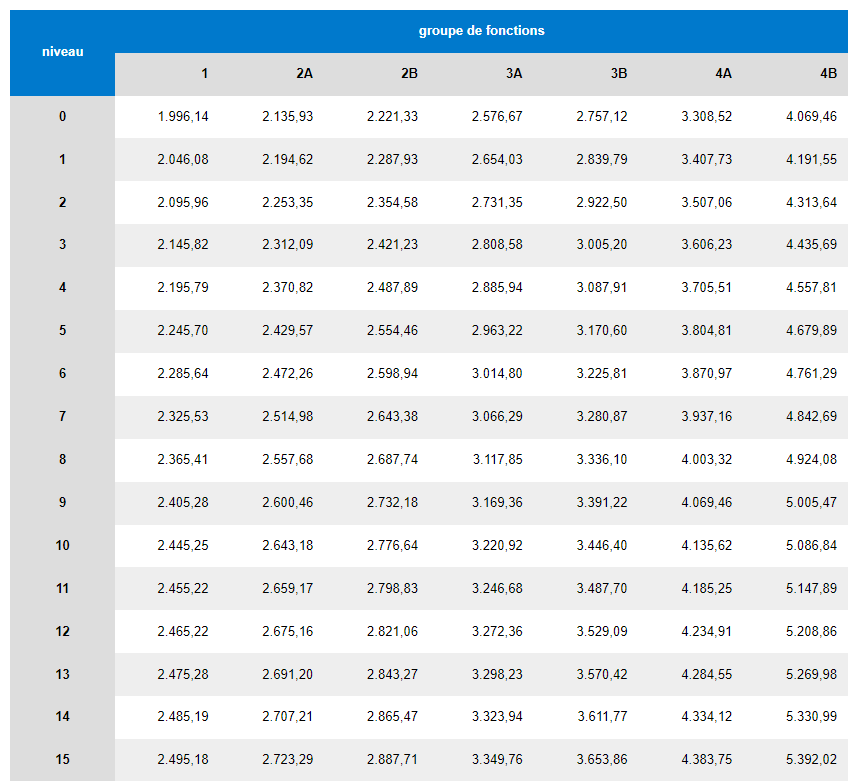 groupe de fonctions
niveau
1 2A 2B 3A 3B 4A 4B
0 1.996,14 2.135,93 2.221,33 2.576,67 2.757,12 3.308,52 4.069,46
1 2.046,08 2.194,62 2.287,93 2.654,03 2.839,79 3.407,73 4.191,55
2 2.095,96 2.253,35 2.354,58 2.731,35 2.922,50 3.507,06 4.313,64
3 2.145,82 2.312,09 2.421,23 2.808,58 3.005,20 3.606,23 4.435,69
4 2.195,79 2.370,82 2.487,89 2.885,94 3.087,91 3.705,51 4.557,81
5 2.245,70 2.429,57 2.554,46 2.963,22 3.170,60 3.804,81 4.679,89
6 2.285,64 2.472,26 2.598,94 3.014,80 3.225,81 3.870,97 4.761,29
7 2.325,53 2.514,98 2.643,38 3.066,29 3.280,87 3.937,16 4.842,69
8 2.365,41 2.557,68 2.687,74 3.117,85 3.336,10 4.003,32 4.924,08
9 2.405,28 2.600,46 2.732,18 3.169,36 3.391,22 4.069,46 5.005,47
10 2.445,25 2.643,18 2.776,64 3.220,92 3.446,40 4.135,62 5.086,84
11 2.455,22 2.659,17 2.798,83 3.246,68 3.487,70 4.185,25 5.147,89
12 2.465,22 2.675,16 2.821,06 3.272,36 3.529,09 4.234,91 5.208,86
13 2.475,28 2.691,20 2.843,27 3.298,23 3.570,42 4.284,55 5.269,98
14 2.485,19 2.707,21 2.865,47 3.323,94 3.611,77 4.334,12 5.330,99
15 2.495,18 2.723,29 2.887,71 3.349,76 3.653,86 4.383,75 5.392,02